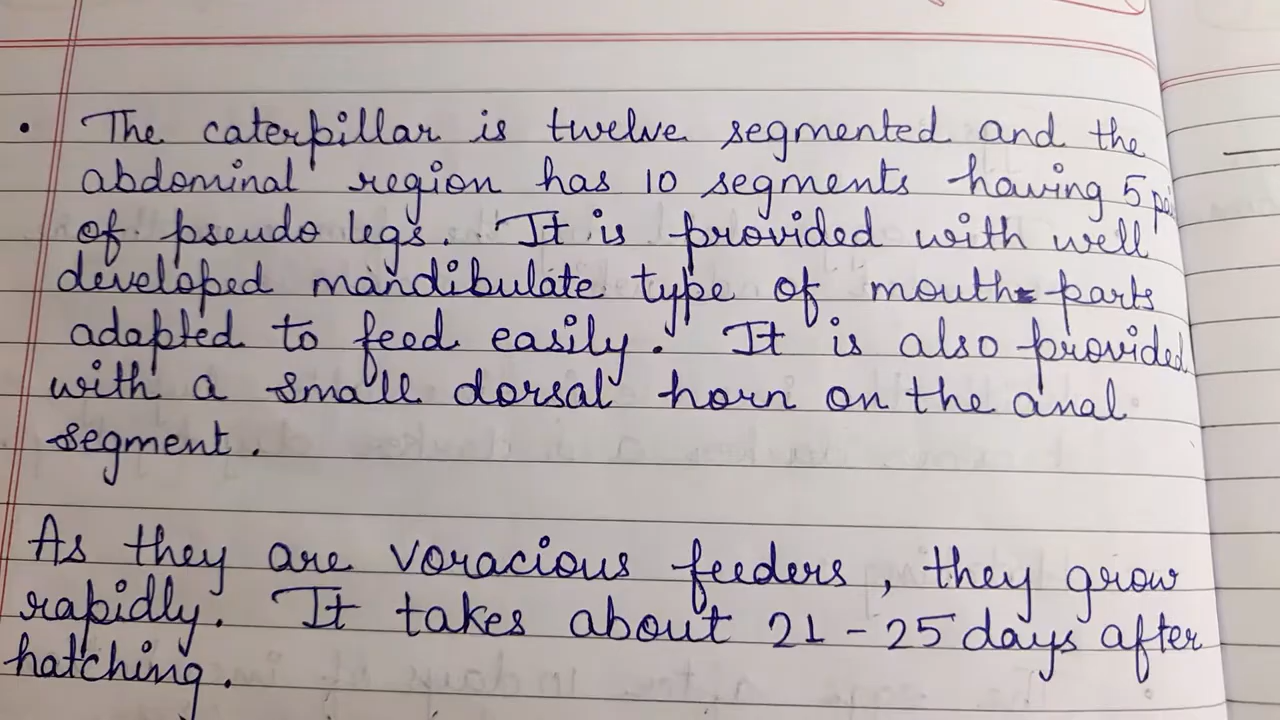 • The caterpillar is twelve segmented and the
abdominal region has 10 segments having 5
of pseudo legs. It is provided with well
developed mandibulate type of mouth-parts
adapted to feed easily. It is also provided
with a small dorsal horn on the anal
segment.
As they are voracious feeders, they grow
rapidly. It takes about 21-25 days after
hatching.